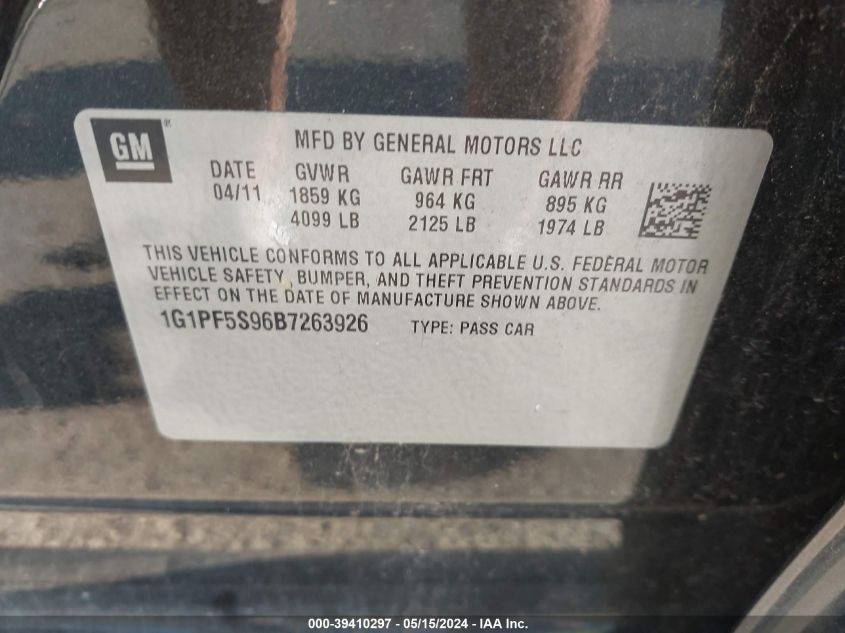 GM®
MFD BY GENERAL MOTORS LLC
DATE GVWR GAWR FRT GAWR RR
04/11 1859 KG 964 KG 895 KG
4099 LB 2125 LB 1974 LB
THIS VEHICLE CONFORMS TO ALL APPLICABLE U.S. FEDERAL MOTOR
VEHICLE SAFETY, BUMPER, AND THEFT PREVENTION STANDARDS IN
EFFECT ON THE DATE OF MANUFACTURE SHOWN ABOVE.
1G1PF5S96B7263926 TYPE: PASS CAR
000-39410297 - 05/15/2024 - IAA Inc.